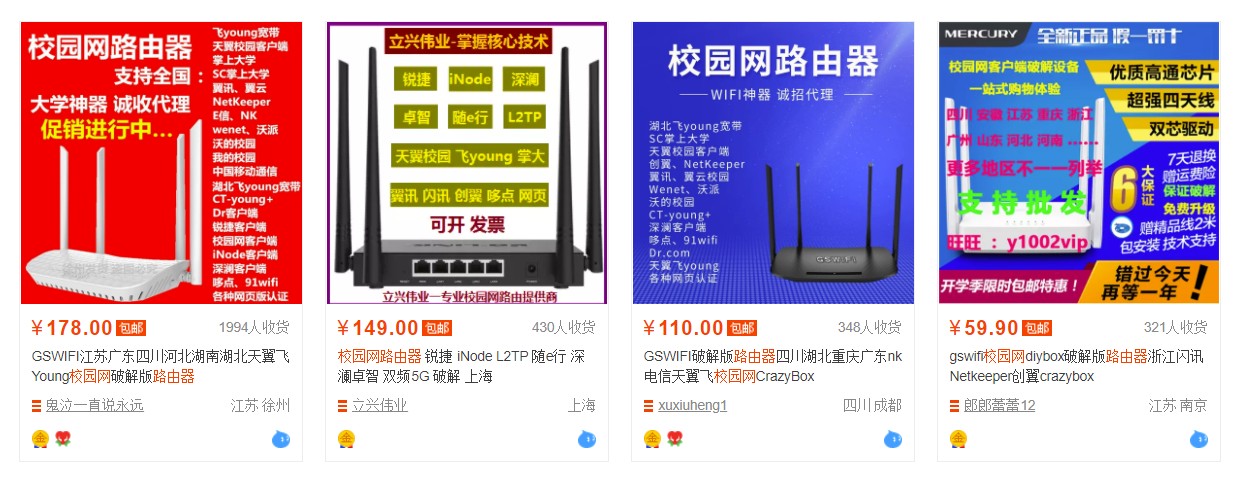 校园网路由器
支持全国：
大学神器 诚收代理
促销进行中...
飞young宽带
天翼校园客户端
掌上大学
SC掌上大学
翼讯、翼云
NetKeeper
E信、NK
wenet、沃派
沃的校园
我的校园
中国移动通信
湖北飞young宽带
CT-young+
Dr客户端
锐捷客户端
校园网客户端
iNode客户端
深澜客户端
哆点、91wifi
各种网页版认证
¥178.00 包邮 1994人收货
GSWIFI江苏广东四川河北湖南湖北天翼飞
Young校园网破解版路由器
鬼泣一直说永远 江苏 徐州
立兴伟业-掌握核心技术
锐捷 iNode 深澜
卓智 随e行 L2TP
天翼校园 飞young 掌大
翼讯 闪讯 创翼 哆点 网页
可开 发票
立兴伟业—专业校园网路由提供商
¥149.00 包邮 430人收货
校园网路由器 锐捷 iNode L2TP 随e行 深
澜卓智 双频5G 破解 上海
立兴伟业 上海
校园网路由器
WIFI神器 诚招代理
湖北飞young宽带
SC掌上大学
天翼校园客户端
创翼、NetKeeper
翼讯、翼云校园
Wenet、沃派
沃的校园
CT-young+
深澜客户端
哆点、91wifi
Dr.com
天翼飞young
各种网页认证
GSWIFI
¥110.00 包邮 348人收货
GSWIFI破解版路由器四川湖北重庆广东nk
电信天翼飞校园网CrazyBox
xuxiuheng1 四川 成都
MERCURY 全新正品 假一罚十
校园网客户端破解设备
一站式购物体验
四川 安徽 江苏 重庆 浙江
广州 山东 河北 河南 ......
更多地区不一一列举
支持批发
旺旺：y1002vip
优质高通芯片
超强四天线
双芯驱动
6大保证
7天退换
赠运费险
保证破解
免费升级
赠精品线2米
包安装 技术支持
开学季限时包邮特惠！
错过今天
再等一年！
¥59.90 包邮 321人收货
gswifi校园网diybox破解版路由器浙江闪讯
Netkeeper创翼crazybox
郎郎蕾蕾12 江苏 南京